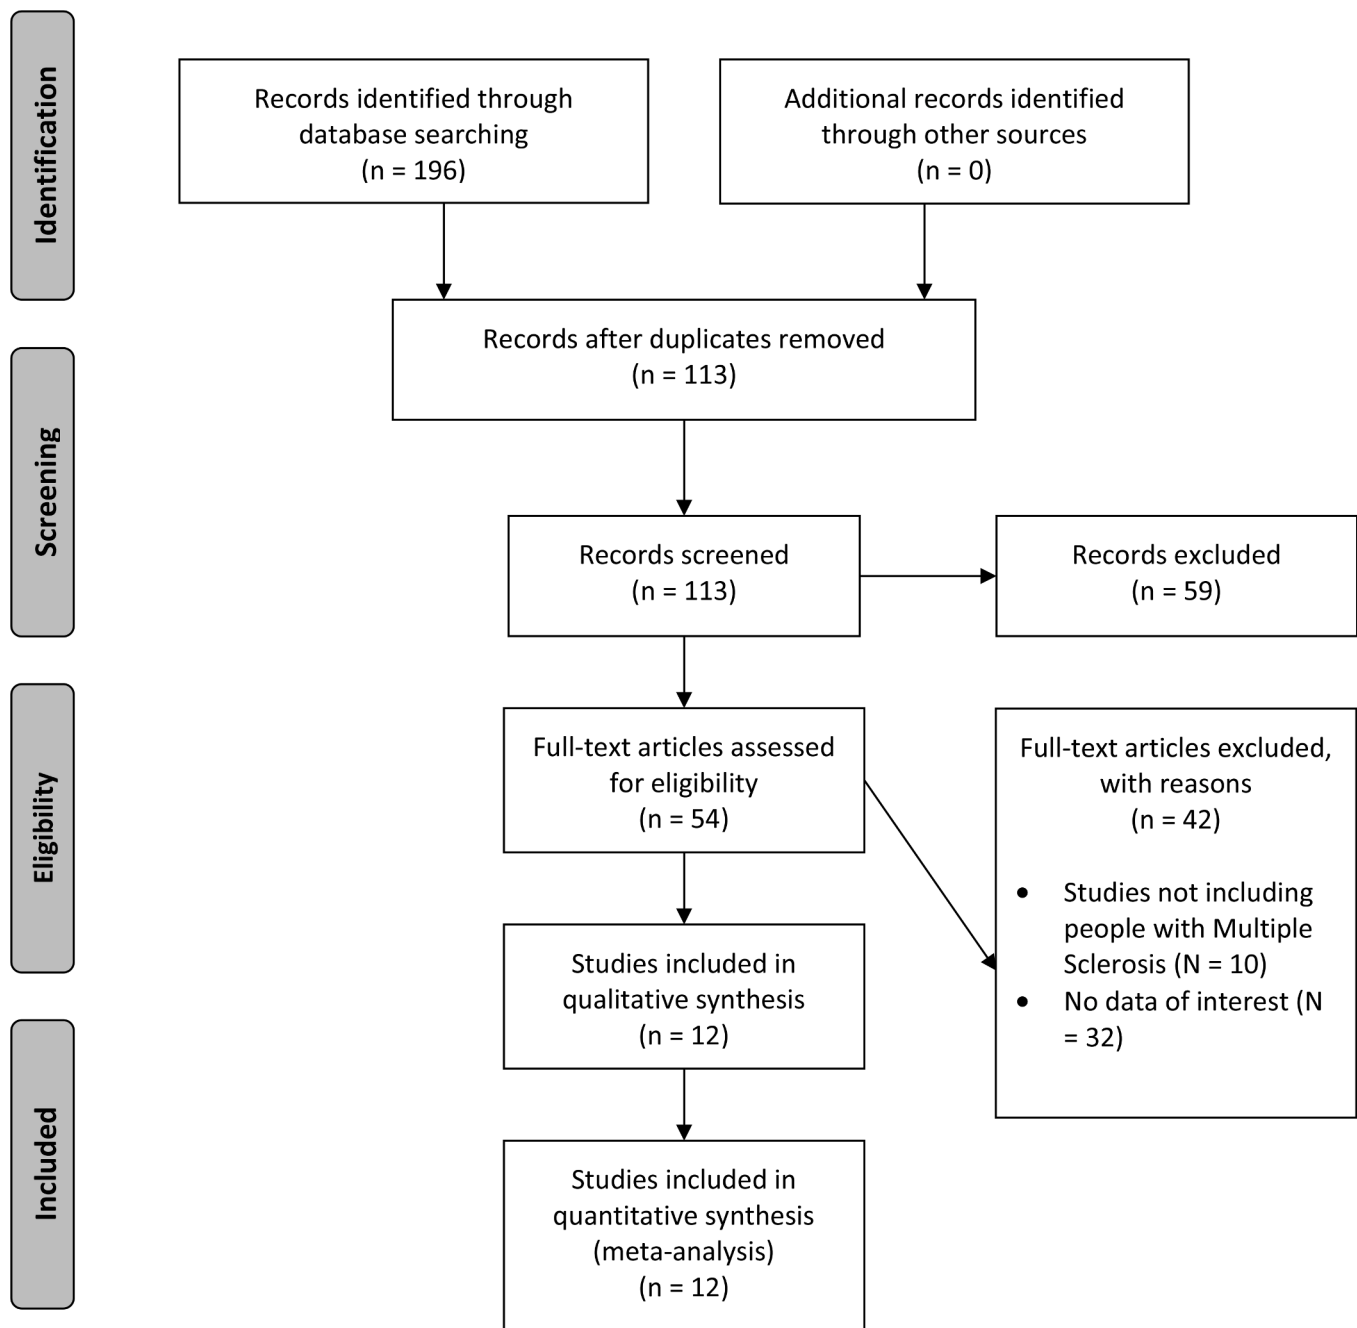 Identification
Records identified through
database searching
(n = 196)
Additional records identified
through other sources
(n = 0)
Records after duplicates removed
(n = 113)
Screening
Records screened
(n = 113)
Records excluded
(n = 59)
Eligibility
Full-text articles assessed
for eligibility
(n = 54)
Full-text articles excluded,
with reasons
(n = 42)
• Studies not including
people with Multiple
Sclerosis (N = 10)
• No data of interest (N
= 32)
Studies included in
qualitative synthesis
(n = 12)
Included
Studies included in
quantitative synthesis
(meta-analysis)
(n = 12)